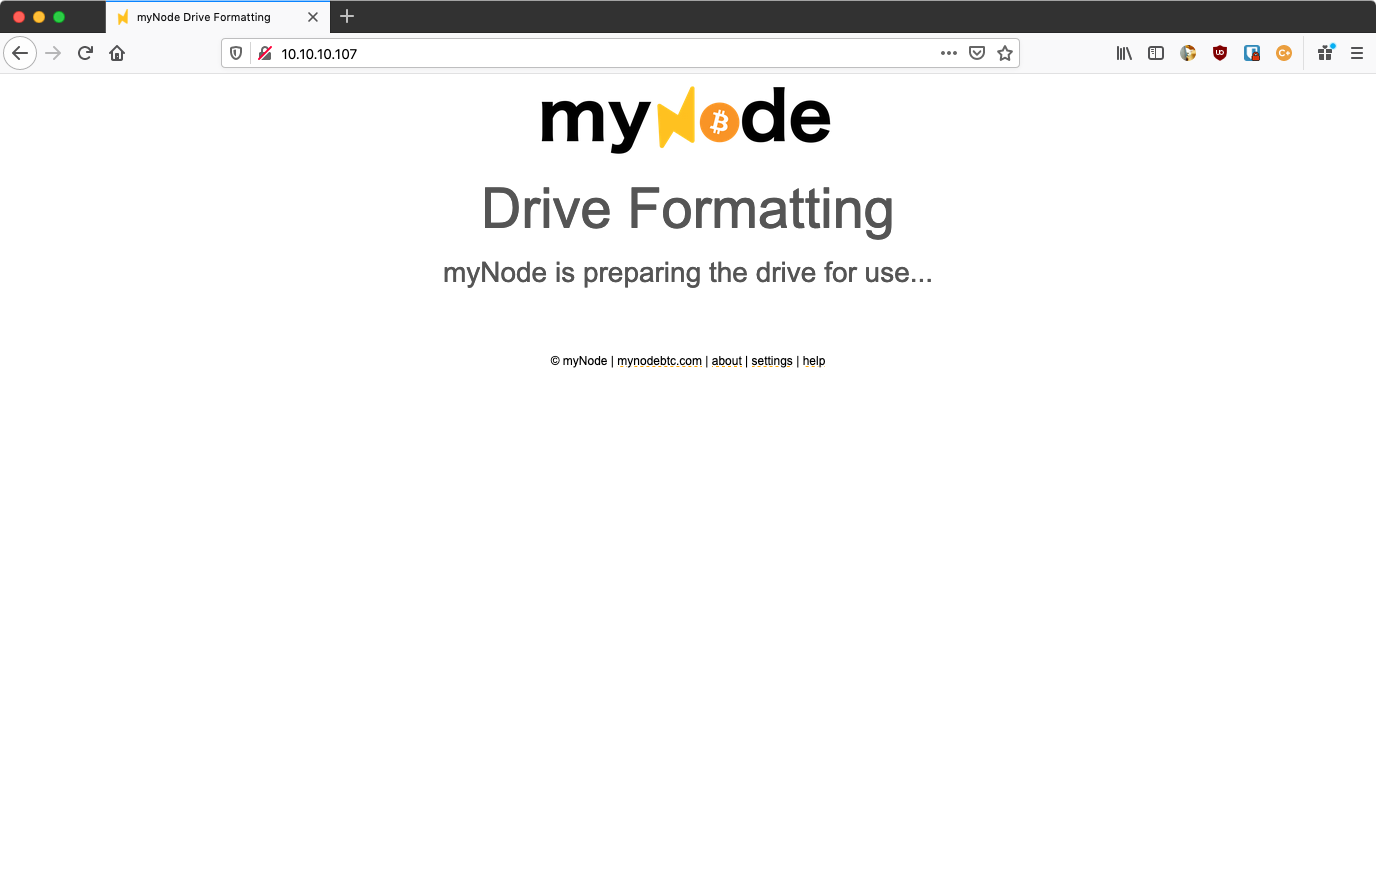 myNode Drive Formatting
10.10.10.107
myNode
Drive Formatting
myNode is preparing the drive for use...
© myNode | mynodebtc.com | about | settings | help